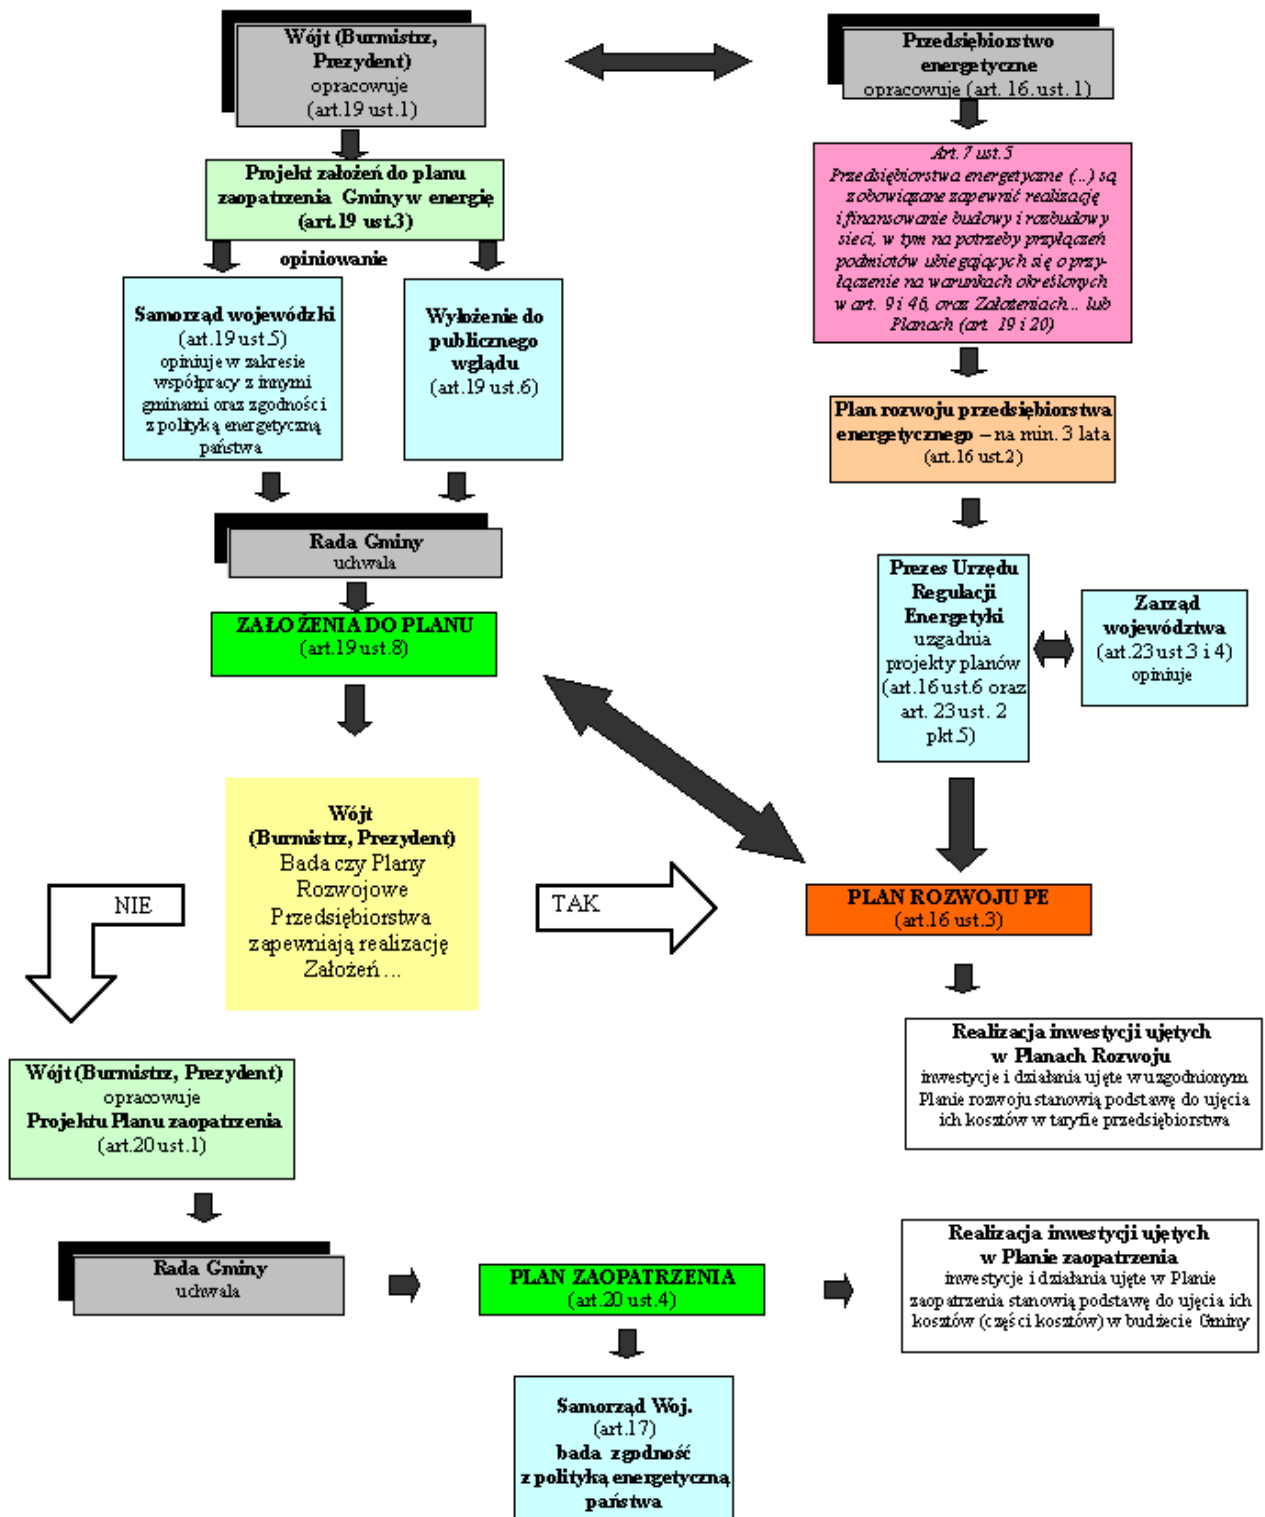 Wójt (Burmistrz,
Prezydent)
opracowuje
(art.19 ust.1)
Przedsiębiorstwo
energetyczne
opracowuje (art. 16. ust. 1)
Projekt założeń do planu
zaopatrzenia Gminy w energię
(art.19 ust.3)
opiniowanie
Samorząd wojewódzki
(art.19 ust.5)
opiniuje w zakresie
współpracy z innymi
gminami oraz zgodności
z polityką energetyczną
państwa
Wyłożenie do
publicznego
wglądu
(art.19 ust.6)
Art. 7 ust. 5
Przedsiębiorstwa energetyczne (...) są
zobowiązane zapewnić realizację
i finansowanie budowy i rozbudowy
sieci, w tym na potrzeby przyłączeń
podmiotów ubiegających się o przy-
łączenie na warunkach określonych
w art. 9 i 46, oraz Założeniach... lub
Planach (art. 19 i 20)
Plan rozwoju przedsiębiorstwa
energetycznego – na min. 3 lata
(art.16 ust.2)
Rada Gminy
uchwala
ZAŁOŻENIA DO PLANU
(art.19 ust.8)
Prezes Urzędu
Regulacji
Energetyki
uzgadnia
projekty planów
(art.16 ust.6 oraz
art. 23 ust. 2
pkt.5)
Zarząd
województwa
(art.23 ust.3 i 4)
opiniuje
Wójt
(Burmistrz, Prezydent)
Bada czy Plany
Rozwojowe
Przedsiębiorstwa
zapewniają realizację
Założeń ...
NIE
TAK
PLAN ROZWOJU PE
(art.16 ust.3)
Realizacja inwestycji ujętych
w Planach Rozwoju
inwestycje i działania ujęte w uzgodnionym
Planie rozwoju stanowią podstawę do ujęcia
ich kosztów w taryfie przedsiębiorstwa
Wójt (Burmistrz, Prezydent)
opracowuje
Projektu Planu zaopatrzenia
(art.20 ust.1)
Rada Gminy
uchwala
PLAN ZAOPATRZENIA
(art.20 ust.4)
Realizacja inwestycji ujętych
w Planie zaopatrzenia
inwestycje i działania ujęte w Planie
zaopatrzenia stanowią podstawę do ujęcia ich
kosztów (części kosztów) w budżecie Gminy
Samorząd Woj.
(art.17)
bada zgodność
z polityką energetyczną
państwa